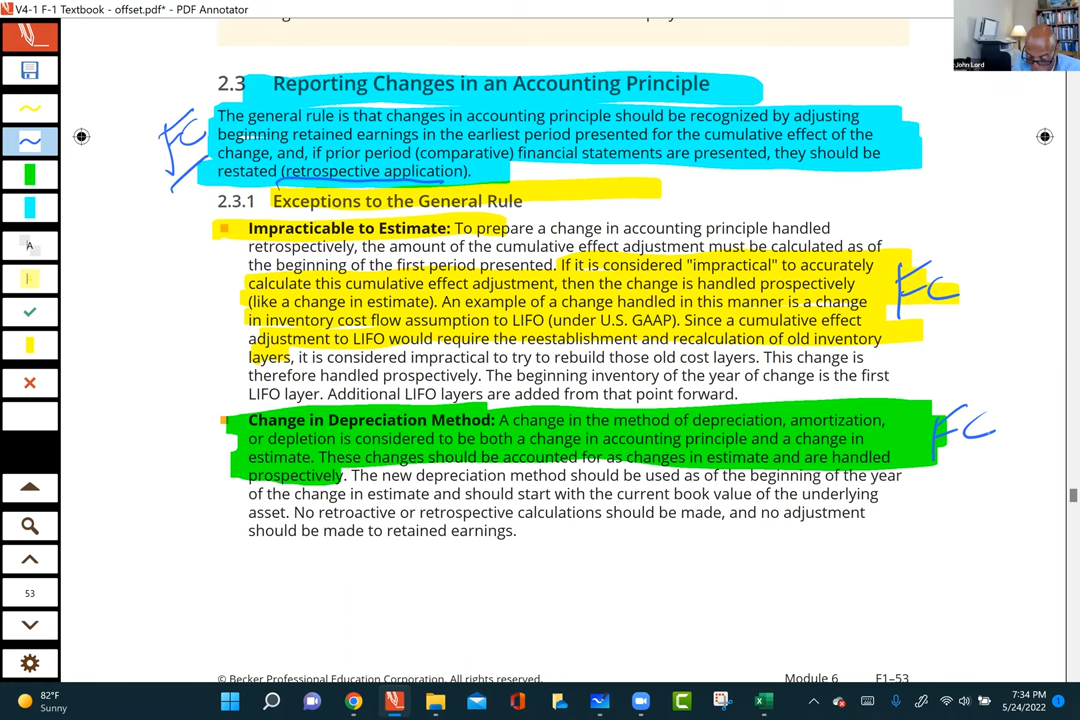 V4-1 F-1 Textbook - offset.pdf* - PDF Annotator
John Lord
2.3 Reporting Changes in an Accounting Principle
The general rule is that changes in accounting principle should be recognized by adjusting
beginning retained earnings in the earliest period presented for the cumulative effect of the
change, and, if prior period (comparative) financial statements are presented, they should be
restated (retrospective application).
FC
2.3.1 Exceptions to the General Rule
Impracticable to Estimate: To prepare a change in accounting principle handled
retrospectively, the amount of the cumulative effect adjustment must be calculated as of
the beginning of the first period presented. If it is considered "impractical" to accurately
calculate this cumulative effect adjustment, then the change is handled prospectively
(like a change in estimate). An example of a change handled in this manner is a change
in inventory cost flow assumption to LIFO (under U.S. GAAP). Since a cumulative effect
adjustment to LIFO would require the reestablishment and recalculation of old inventory
layers, it is considered impractical to try to rebuild those old cost layers. This change is
therefore handled prospectively. The beginning inventory of the year of change is the first
LIFO layer. Additional LIFO layers are added from that point forward.
FC
Change in Depreciation Method: A change in the method of depreciation, amortization,
or depletion is considered to be both a change in accounting principle and a change in
estimate. These changes should be accounted for as changes in estimate and are handled
prospectively. The new depreciation method should be used as of the beginning of the year
of the change in estimate and should start with the current book value of the underlying
asset. No retroactive or retrospective calculations should be made, and no adjustment
should be made to retained earnings.
FC
53
© Becker Professional Education Corporation. All rights reserved.
Module 6 F1–53
82°F
Sunny
7:34 PM
5/24/2022